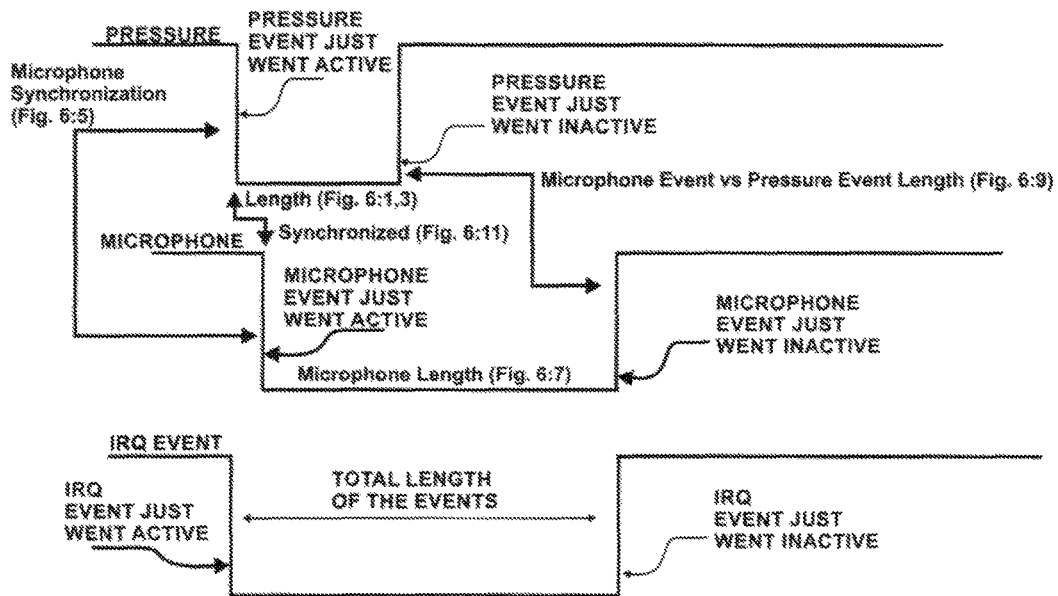 PRESSURE
PRESSURE
EVENT JUST
WENT ACTIVE
Microphone
Synchronization
(Fig. 6:5)
PRESSURE
EVENT JUST
WENT INACTIVE
Microphone Event vs Pressure Event Length (Fig. 6:9)
Length (Fig. 6:1,3)
Synchronized (Fig. 6:11)
MICROPHONE
MICROPHONE
EVENT JUST
WENT ACTIVE
MICROPHONE
EVENT JUST
WENT INACTIVE
Microphone Length (Fig. 6:7)
IRQ EVENT
IRQ
EVENT JUST
WENT ACTIVE
TOTAL LENGTH
OF THE EVENTS
IRQ
EVENT JUST
WENT INACTIVE